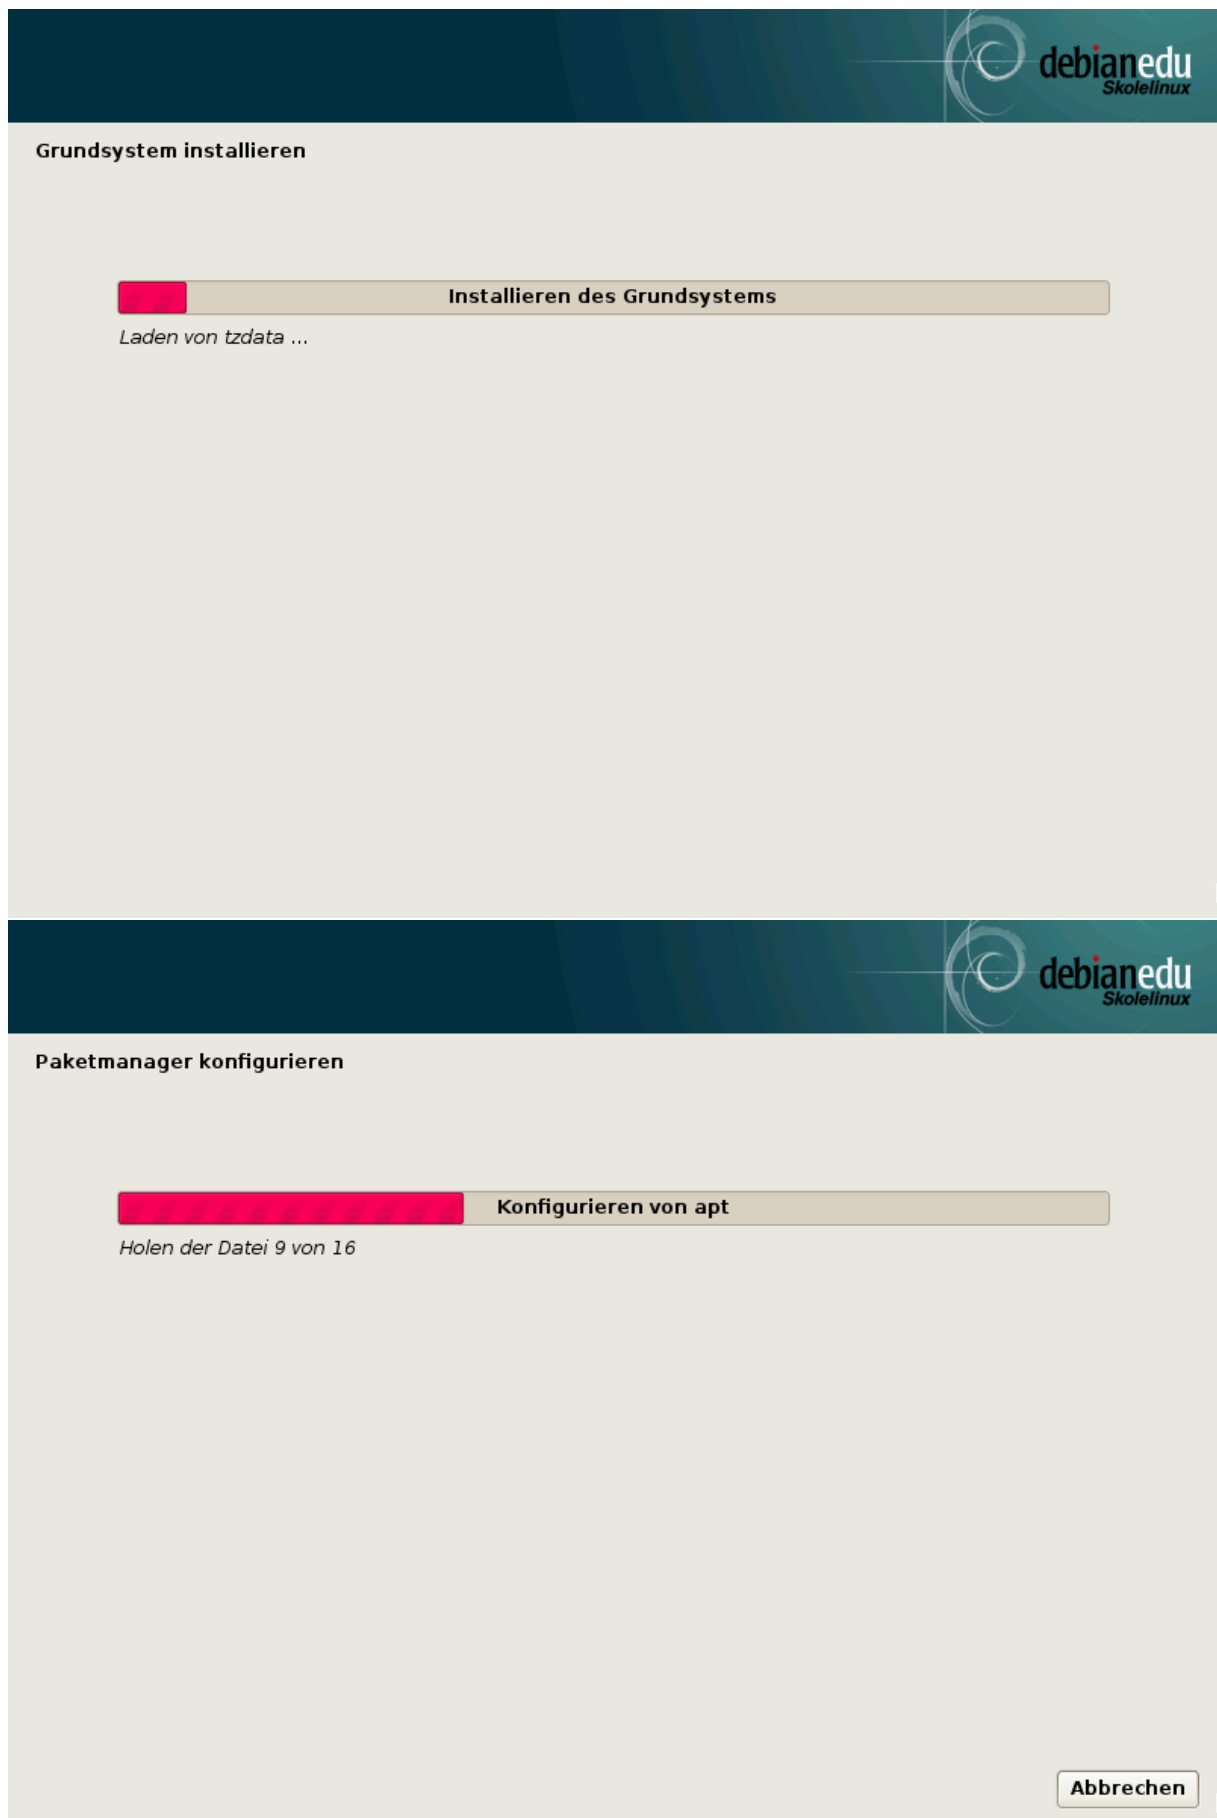 debianedu
Skolelinux
Grundsystem installieren
Installieren des Grundsystems
Laden von tzdata ...
debianedu
Skolelinux
Paketmanager konfigurieren
Konfigurieren von apt
Holen der Datei 9 von 16
Abbrechen